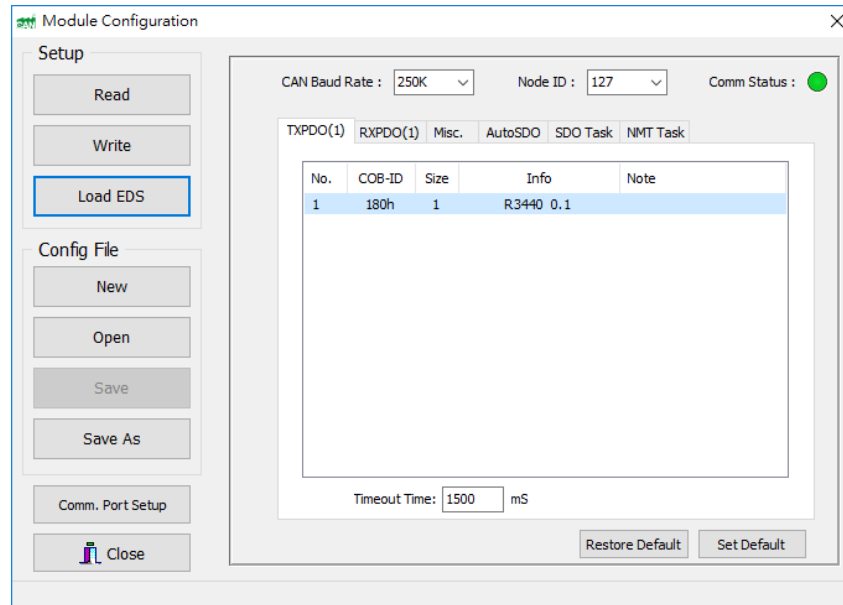 Module Configuration
Setup
Read
Write
Load EDS
Config File
New
Open
Save
Save As
Comm. Port Setup
Close
CAN Baud Rate : 250K Node ID : 127 Comm Status :
TXPDO(1) RXPDO(1) Misc. AutoSDO SDO Task NMT Task
No. COB-ID Size Info Note
1 180h 1 R3440 0.1
Timeout Time: 1500 mS
Restore Default Set Default